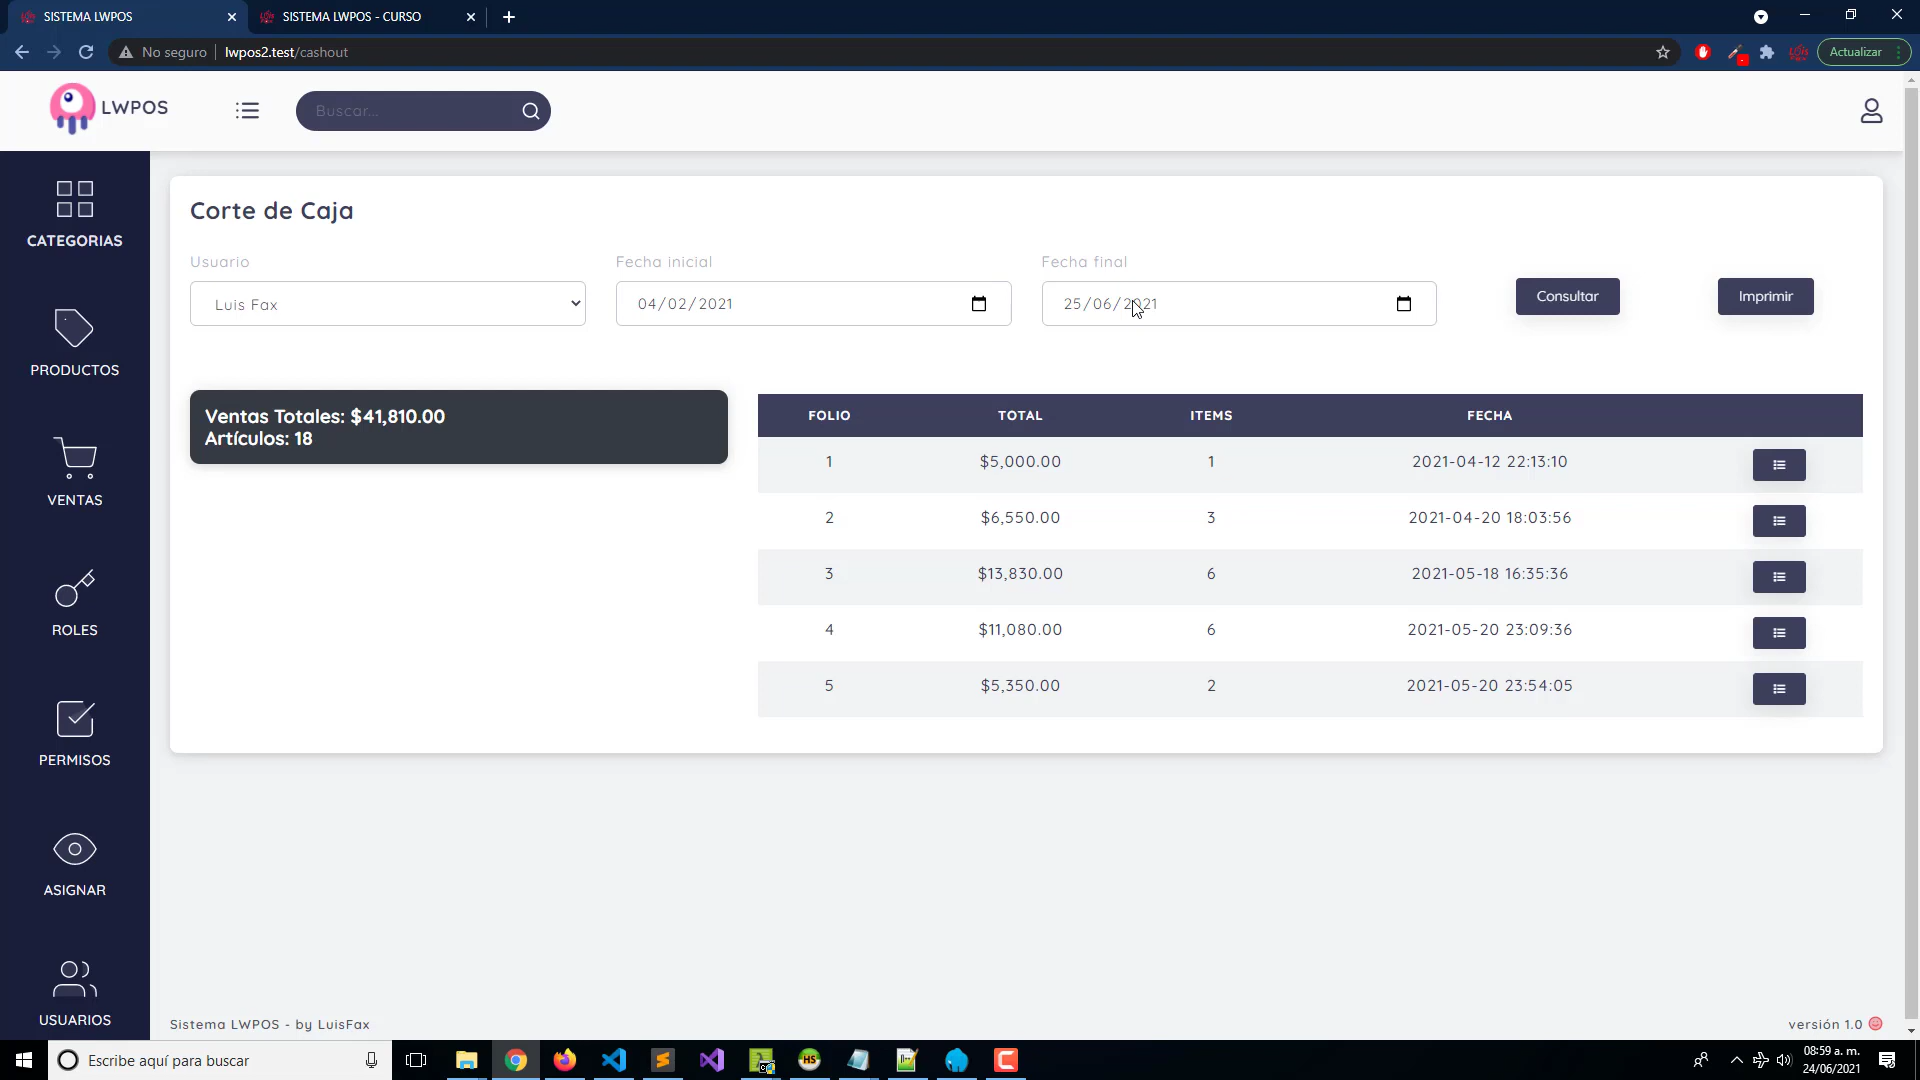 SISTEMA LWPOS
SISTEMA LWPOS - CURSO
No seguro
lwpos2.test/cashout
Actualizar
LWPOS
Buscar...
CATEGORIAS
PRODUCTOS
VENTAS
ROLES
PERMISOS
ASIGNAR
USUARIOS
Corte de Caja
Usuario
Fecha inicial
Fecha final
Luis Fax
04/02/2021
25/06/2021
Consultar
Imprimir
Ventas Totales: $41,810.00
Artículos: 18
FOLIO TOTAL ITEMS FECHA
1 $5,000.00 1 2021-04-12 22:13:10
2 $6,550.00 3 2021-04-20 18:03:56
3 $13,830.00 6 2021-05-18 16:35:36
4 $11,080.00 6 2021-05-20 23:09:36
5 $5,350.00 2 2021-05-20 23:54:05
Sistema LWPOS - by LuisFax
versión 1.0
Escribe aquí para buscar
HS
08:59 a. m.
24/06/2021